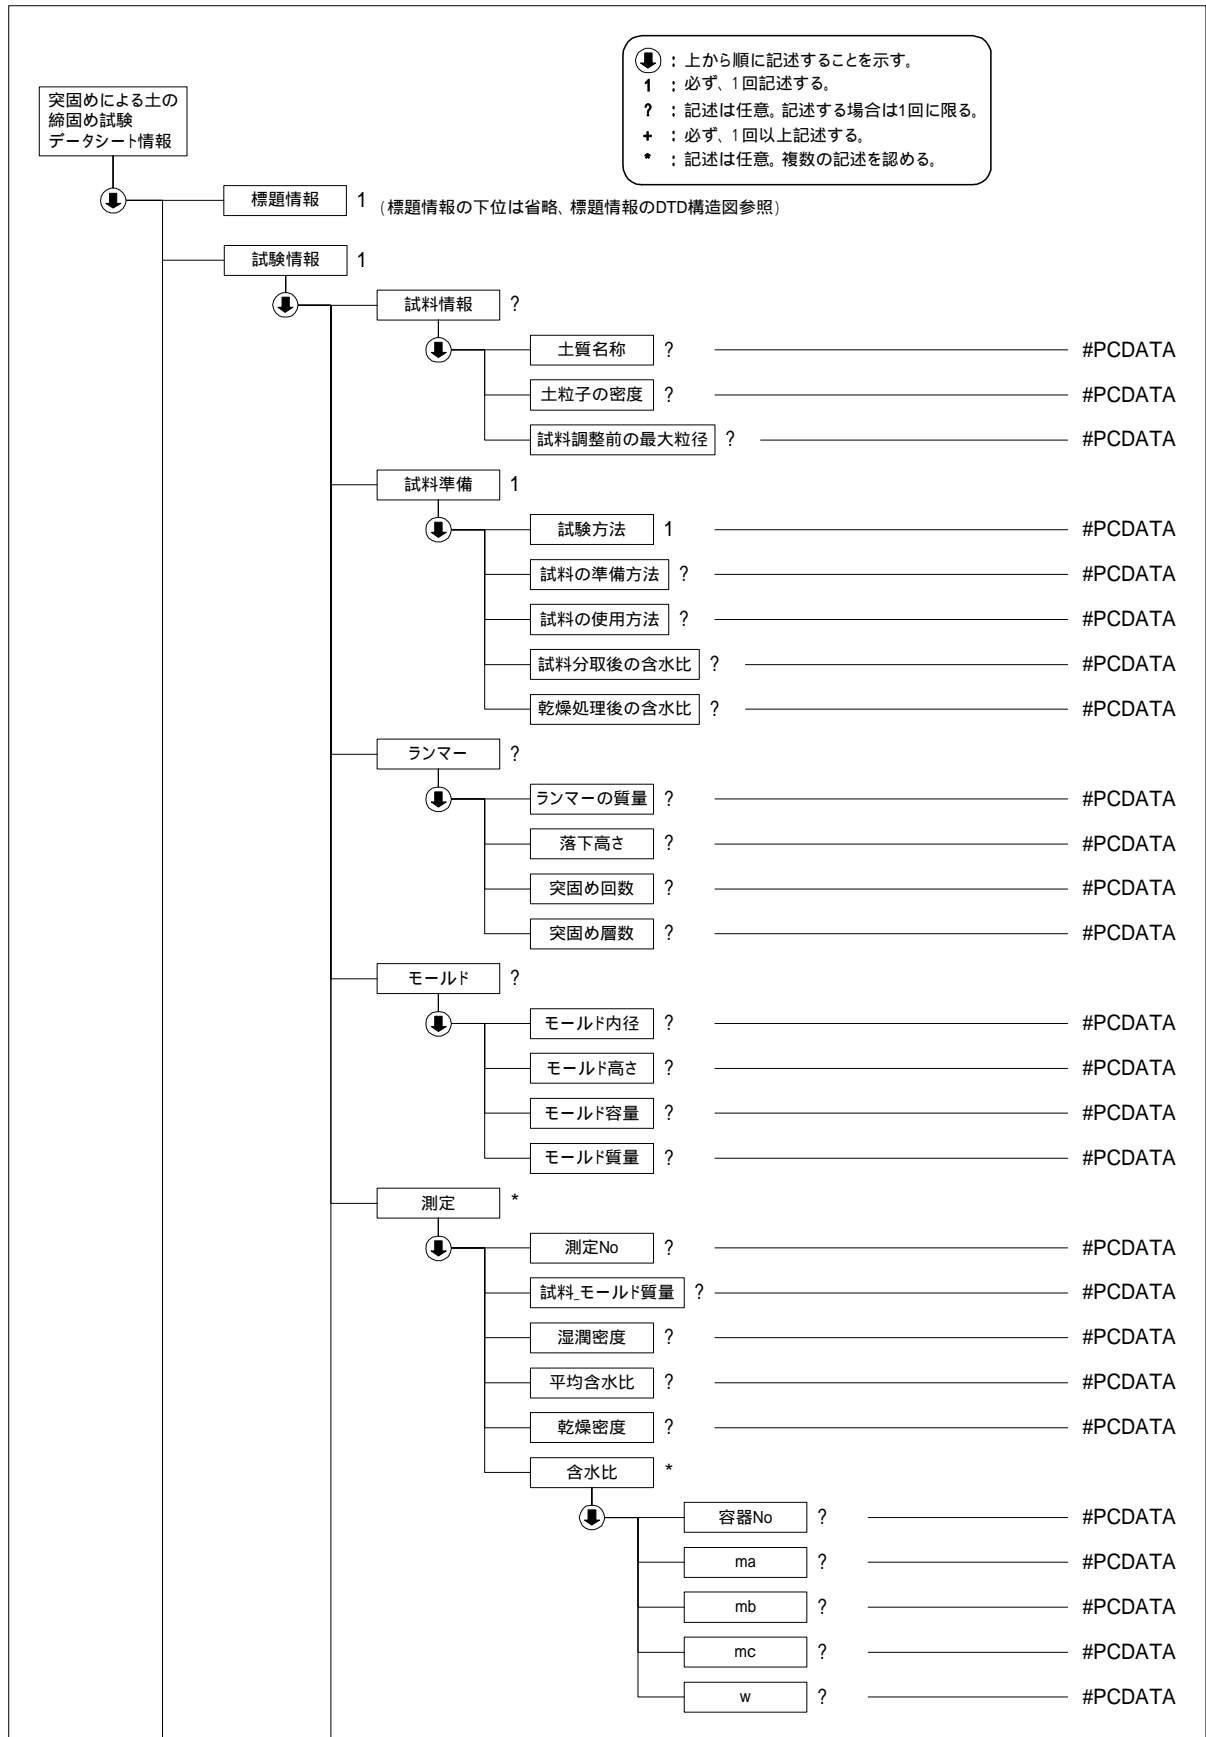 : 上から順に記述することを示す。
1 : 必ず、1回記述する。
? : 記述は任意。記述する場合は1回に限る。
+ : 必ず、1回以上記述する。
* : 記述は任意。複数の記述を認める。
突固めによる土の
締固め試験
データシート情報
標題情報 1 (標題情報の下位は省略、標題情報のDTD構造図参照)
試験情報 1
試料情報 ?
土質名称 ? #PCDATA
土粒子の密度 ? #PCDATA
試料調整前の最大粒径 ? #PCDATA
試料準備 1
試験方法 1 #PCDATA
試料の準備方法 ? #PCDATA
試料の使用方法 ? #PCDATA
試料分取後の含水比 ? #PCDATA
乾燥処理後の含水比 ? #PCDATA
ランマー ?
ランマーの質量 ? #PCDATA
落下高さ ? #PCDATA
突固め回数 ? #PCDATA
突固め層数 ? #PCDATA
モールド ?
モールド内径 ? #PCDATA
モールド高さ ? #PCDATA
モールド容量 ? #PCDATA
モールド質量 ? #PCDATA
測定 *
測定No ? #PCDATA
試料_モールド質量 ? #PCDATA
湿潤密度 ? #PCDATA
平均含水比 ? #PCDATA
乾燥密度 ? #PCDATA
含水比 *
容器No ? #PCDATA
ma ? #PCDATA
mb ? #PCDATA
mc ? #PCDATA
w ? #PCDATA